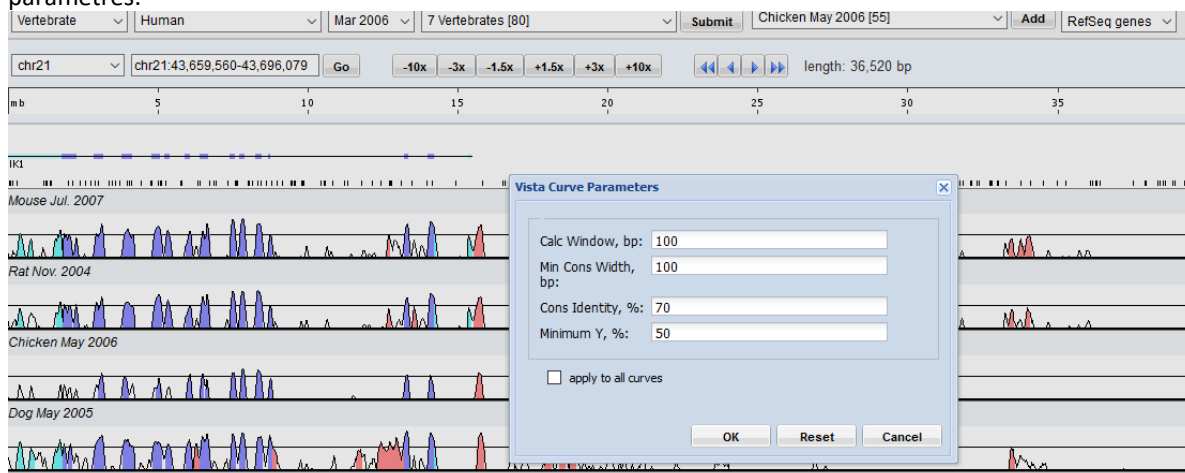 parametres.
Vertebrate Human Mar 2006 7 Vertebrates [80] Submit Chicken May 2006 [55] Add RefSeq genes
chr21 chr21:43,659,560-43,696,079 Go -10x -3x -1.5x +1.5x +3x +10x length: 36,520 bp
mb 5 10 15 20 25 30 35
IK1
Mouse Jul. 2007
Rat Nov. 2004
Chicken May 2006
Dog May 2005
Vista Curve Parameters
Calc Window, bp: 100
Min Cons Width, 100
bp:
Cons Identity, %: 70
Minimum Y, %: 50
apply to all curves
OK Reset Cancel